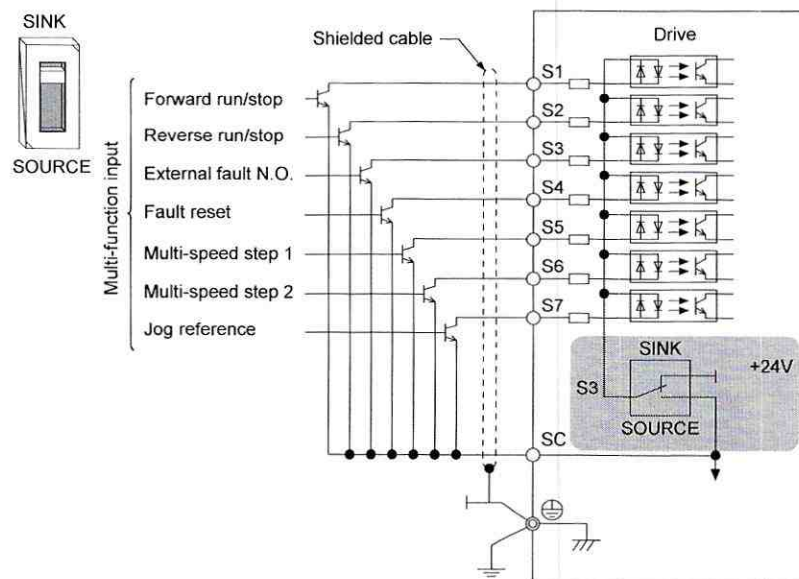 SINK
SOURCE
Multi-function input
Forward run/stop
Reverse run/stop
External fault N.O.
Fault reset
Multi-speed step 1
Multi-speed step 2
Jog reference
Shielded cable
Drive
S1
S2
S3
S4
S5
S6
S7
SINK
+24V
S3
SOURCE
SC